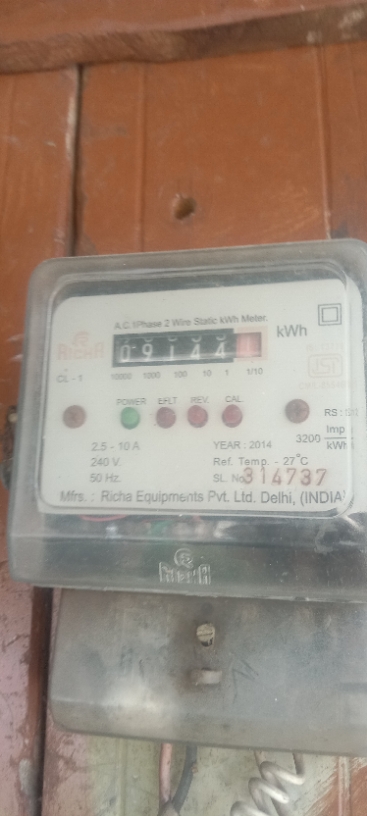 A.C.1Phase 2 Wire Static kWh Meter.
RICHA
09144
kWh
CL - 1
10000 1000 100 10 1 1/10
ISI
POWER EFLT REV. CAL
RS :
3200 Imp / kWh
2.5 - 10 A YEAR : 2014
240 V. Ref. Temp. - 27°C
50 Hz. SL. No. 314737
Mfrs. : Richa Equipments Pvt. Ltd. Delhi, (INDIA)
RICHA